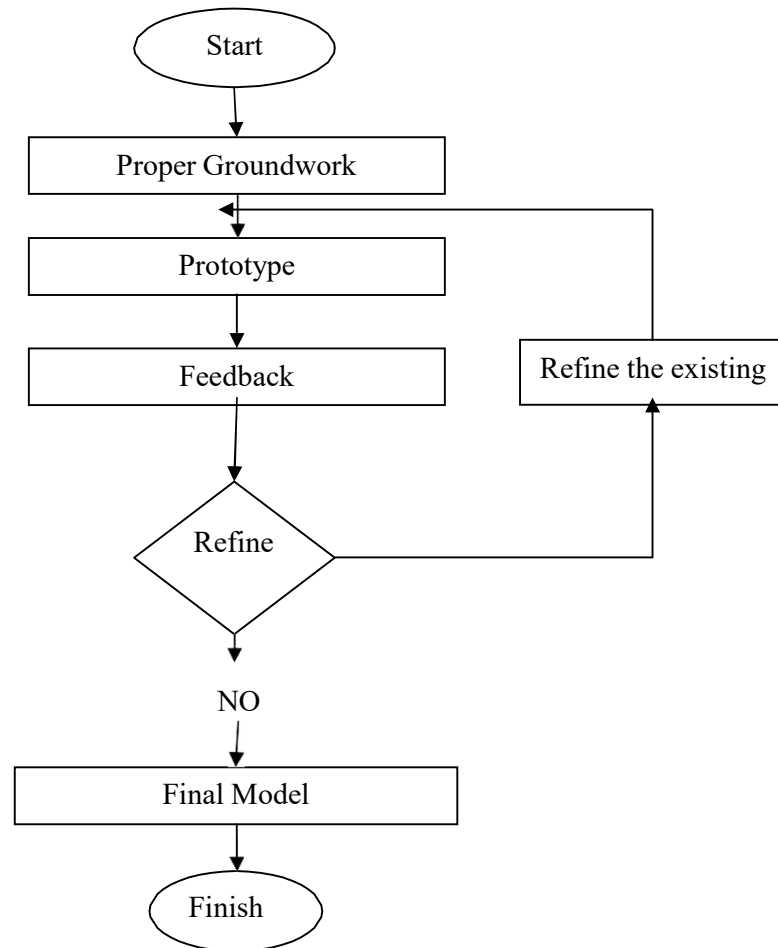 Start
Proper Groundwork
Prototype
Feedback
Refine the existing
Refine
NO
Final Model
Finish